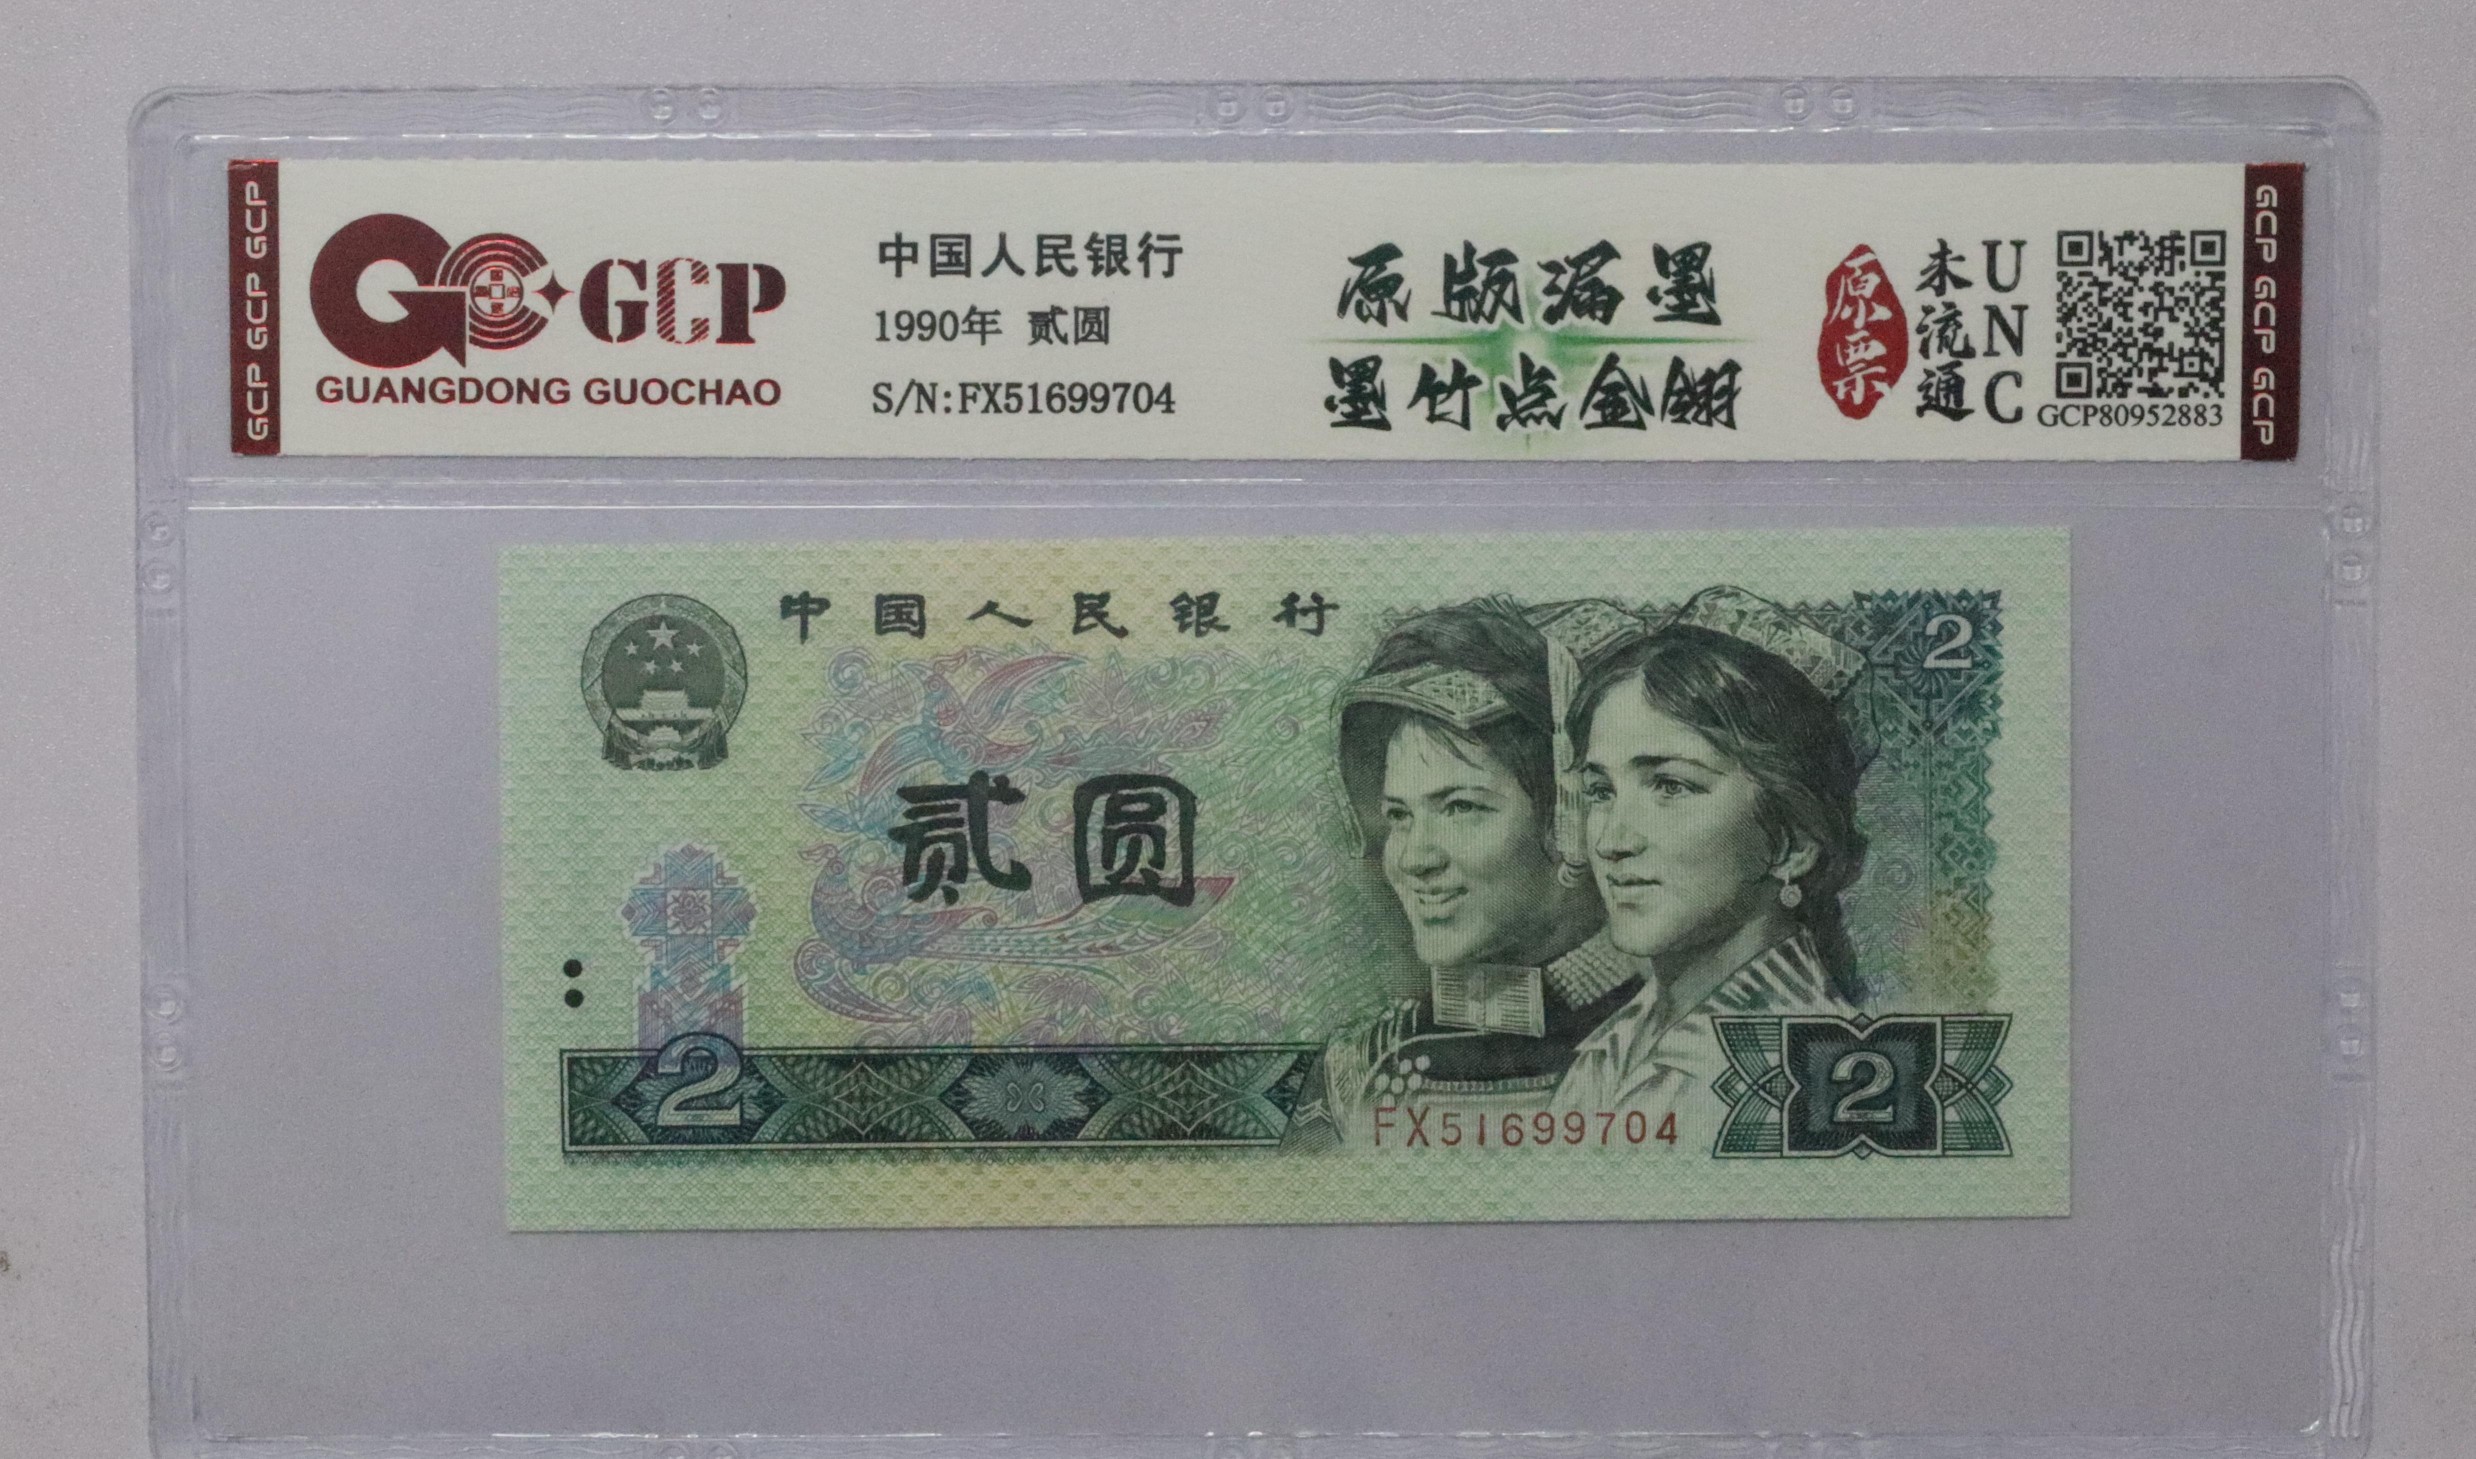 GCP GCP GCP
GCP
GUANGDONG GUOCHAO
中国人民银行
1990年 贰圆
S/N:FX51699704
原版漏墨
墨竹点金翎
原票
未流通
UNC
GCP80952883
GCP GCP GCP
中国人民银行
2
贰圆
2
FX51699704
2